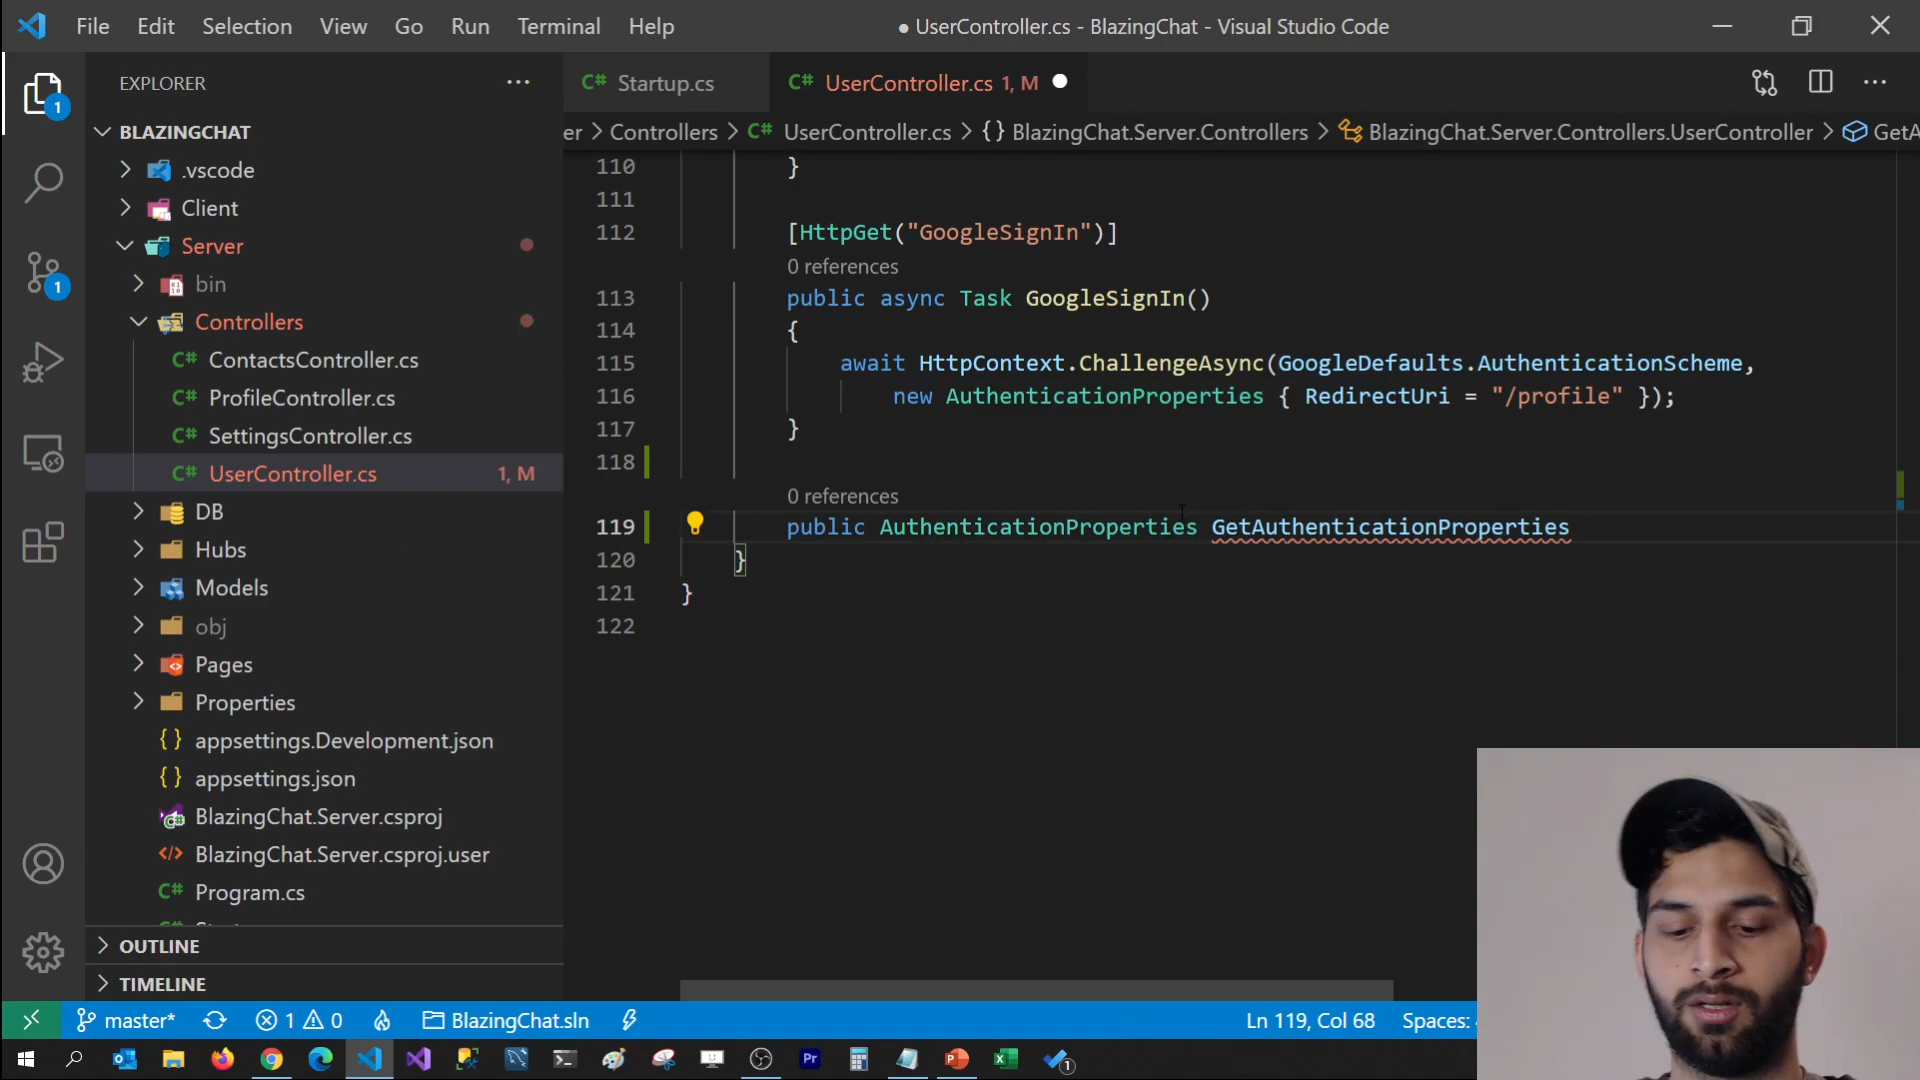 File Edit Selection View Go Run Terminal Help
● UserController.cs - BlazingChat - Visual Studio Code
EXPLORER
Startup.cs
UserController.cs 1, M
er > Controllers > UserController.cs > {} BlazingChat.Server.Controllers > BlazingChat.Server.Controllers.UserController > GetA
BLAZINGCHAT
.vscode
Client
Server
bin
Controllers
ContactsController.cs
ProfileController.cs
SettingsController.cs
UserController.cs 1, M
DB
Hubs
Models
obj
Pages
Properties
appsettings.Development.json
appsettings.json
BlazingChat.Server.csproj
BlazingChat.Server.csproj.user
Program.cs
OUTLINE
TIMELINE
1
1
110 }
111
112 [HttpGet("GoogleSignIn")]
0 references
113 public async Task GoogleSignIn()
114 {
115 await HttpContext.ChallengeAsync(GoogleDefaults.AuthenticationScheme,
116 new AuthenticationProperties { RedirectUri = "/profile" });
117 }
118
0 references
119 public AuthenticationProperties GetAuthenticationProperties
120 }
121 }
122
master* 1 0 BlazingChat.sln
Ln 119, Col 68 Spaces:
Pr
1